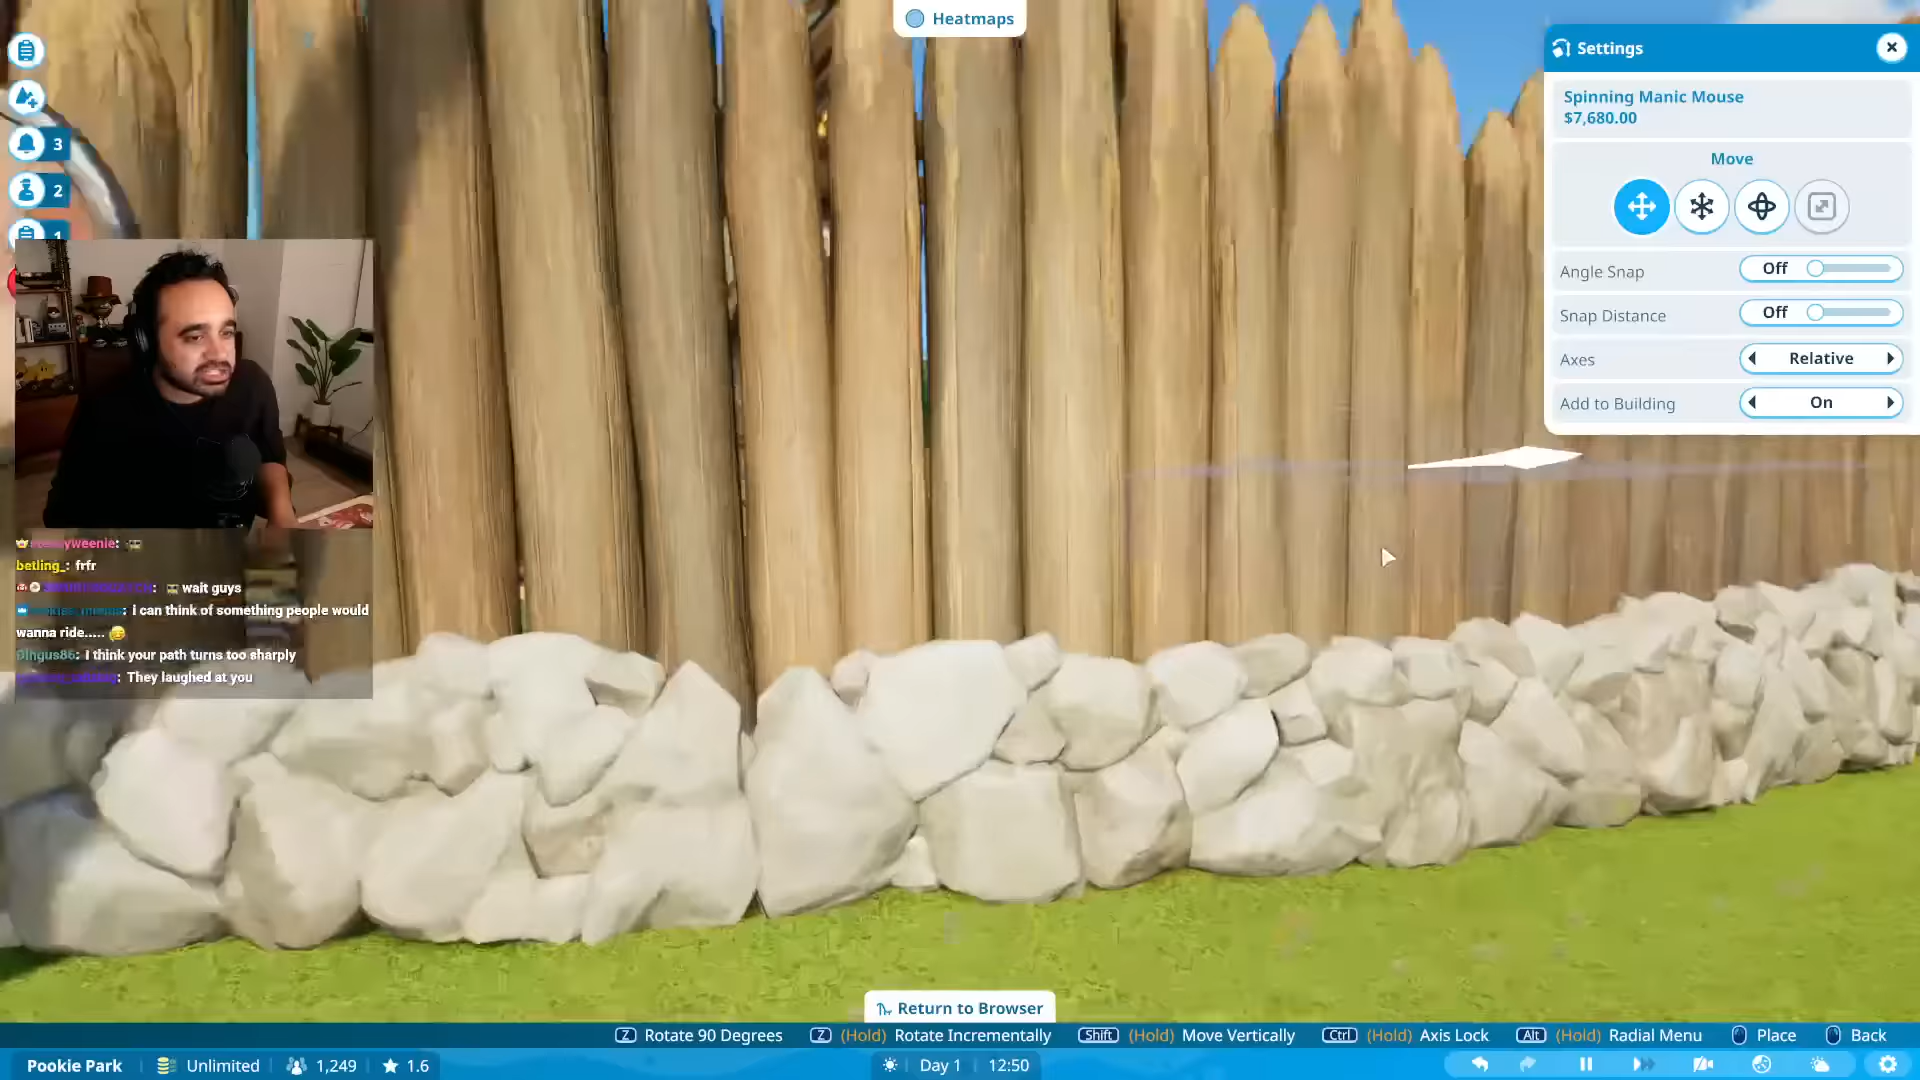 Heatmaps
Settings
Spinning Manic Mouse
$7,680.00
Move
Angle Snap Off
Snap Distance Off
Axes Relative
Add to Building On
3
2
1
betling_: frfr
wait guys
i can think of something people would
wanna ride.....
Dingus86: I think your path turns too sharply
They laughed at you
Return to Browser
Z Rotate 90 Degrees Z (Hold) Rotate Incrementally Shift (Hold) Move Vertically Ctrl (Hold) Axis Lock Alt (Hold) Radial Menu Place Back
Pookie Park Unlimited 1,249 1.6 Day 1 12:50